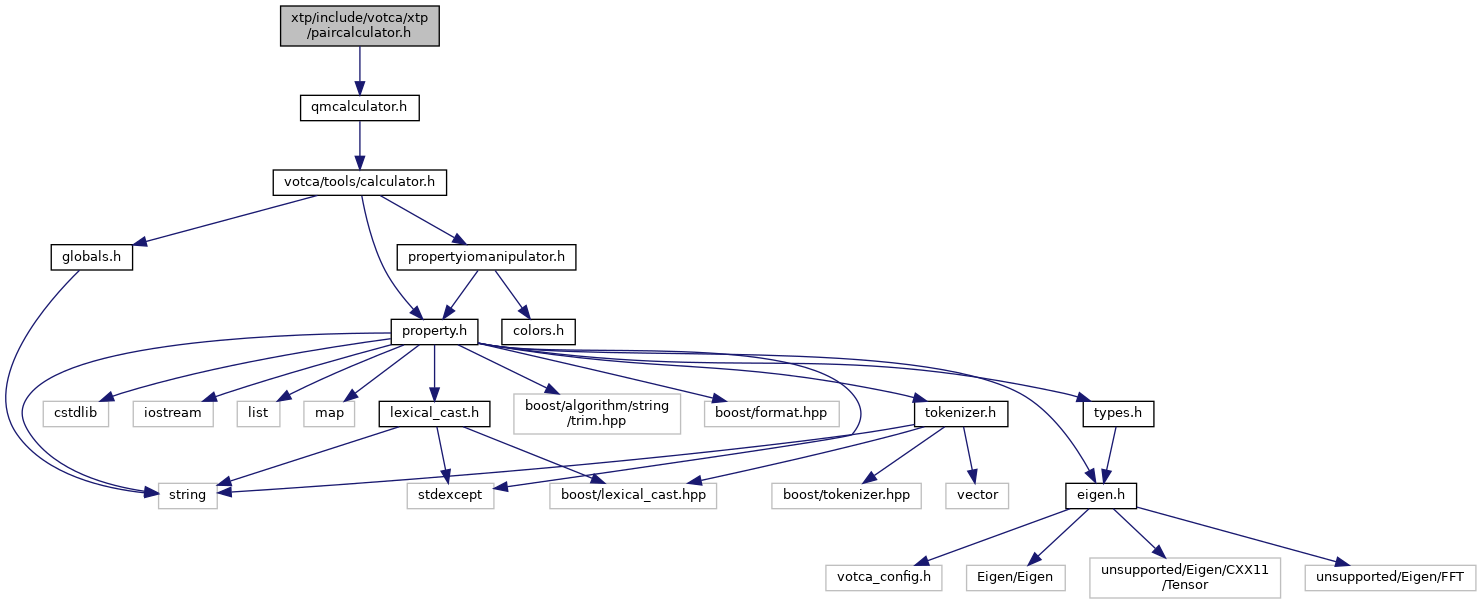 xtp/include/votca/xtp
/paircalculator.h
qmcalculator.h
votca/tools/calculator.h
globals.h
propertyiomanipulator.h
property.h
colors.h
cstdlib
iostream
list
map
lexical_cast.h
boost/algorithm/string
/trim.hpp
boost/format.hpp
tokenizer.h
types.h
string
stdexcept
boost/lexical_cast.hpp
boost/tokenizer.hpp
vector
eigen.h
votca_config.h
Eigen/Eigen
unsupported/Eigen/CXX11
/Tensor
unsupported/Eigen/FFT